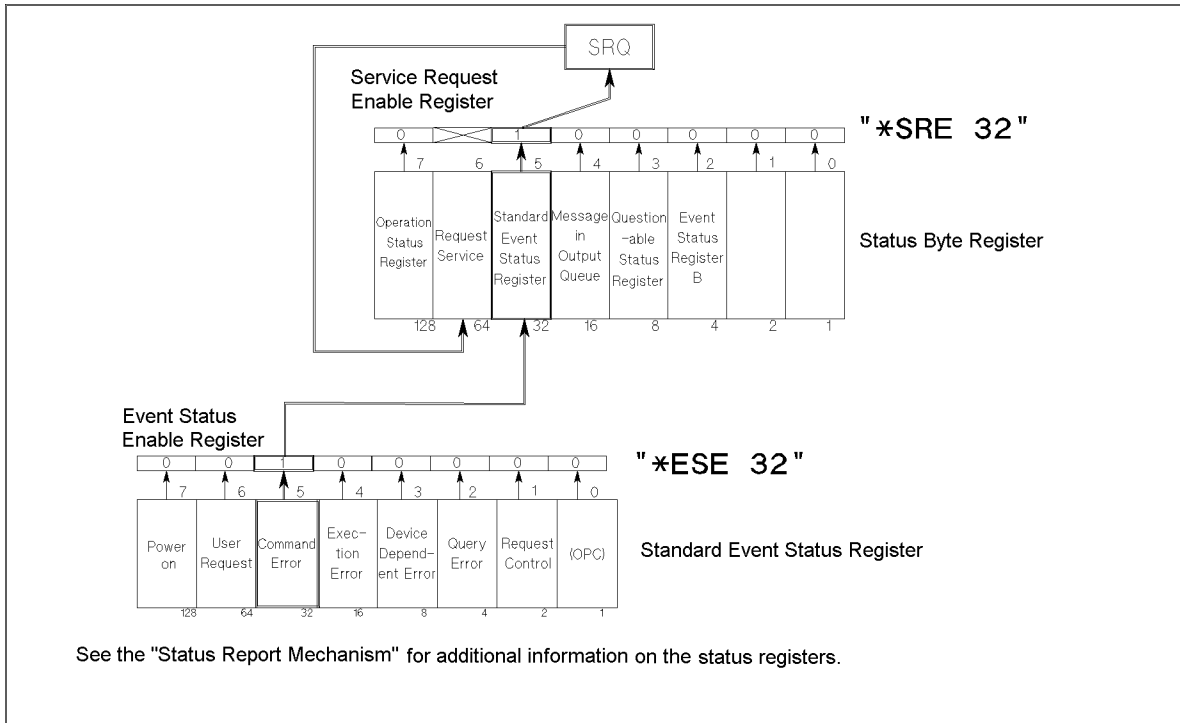 SRQ
Service Request
Enable Register
0 1 0 0 0 0 0
"*SRE 32"
7 6 5 4 3 2 1 0
Operation
Status
Register
Request
Service
Standard
Event
Status
Register
Message
in
Output
Queue
Question
-able
Status
Register
Event
Status
Register
B
Status Byte Register
128 64 32 16 8 4 2 1
Event Status
Enable Register
0 0 1 0 0 0 0 0
"*ESE 32"
7 6 5 4 3 2 1 0
Power
on
User
Request
Command
Error
Exec-
tion
Error
Device
Depend-
ent Error
Query
Error
Request
Control
(OPC)
Standard Event Status Register
128 64 32 16 8 4 2 1
See the "Status Report Mechanism" for additional information on the status registers.